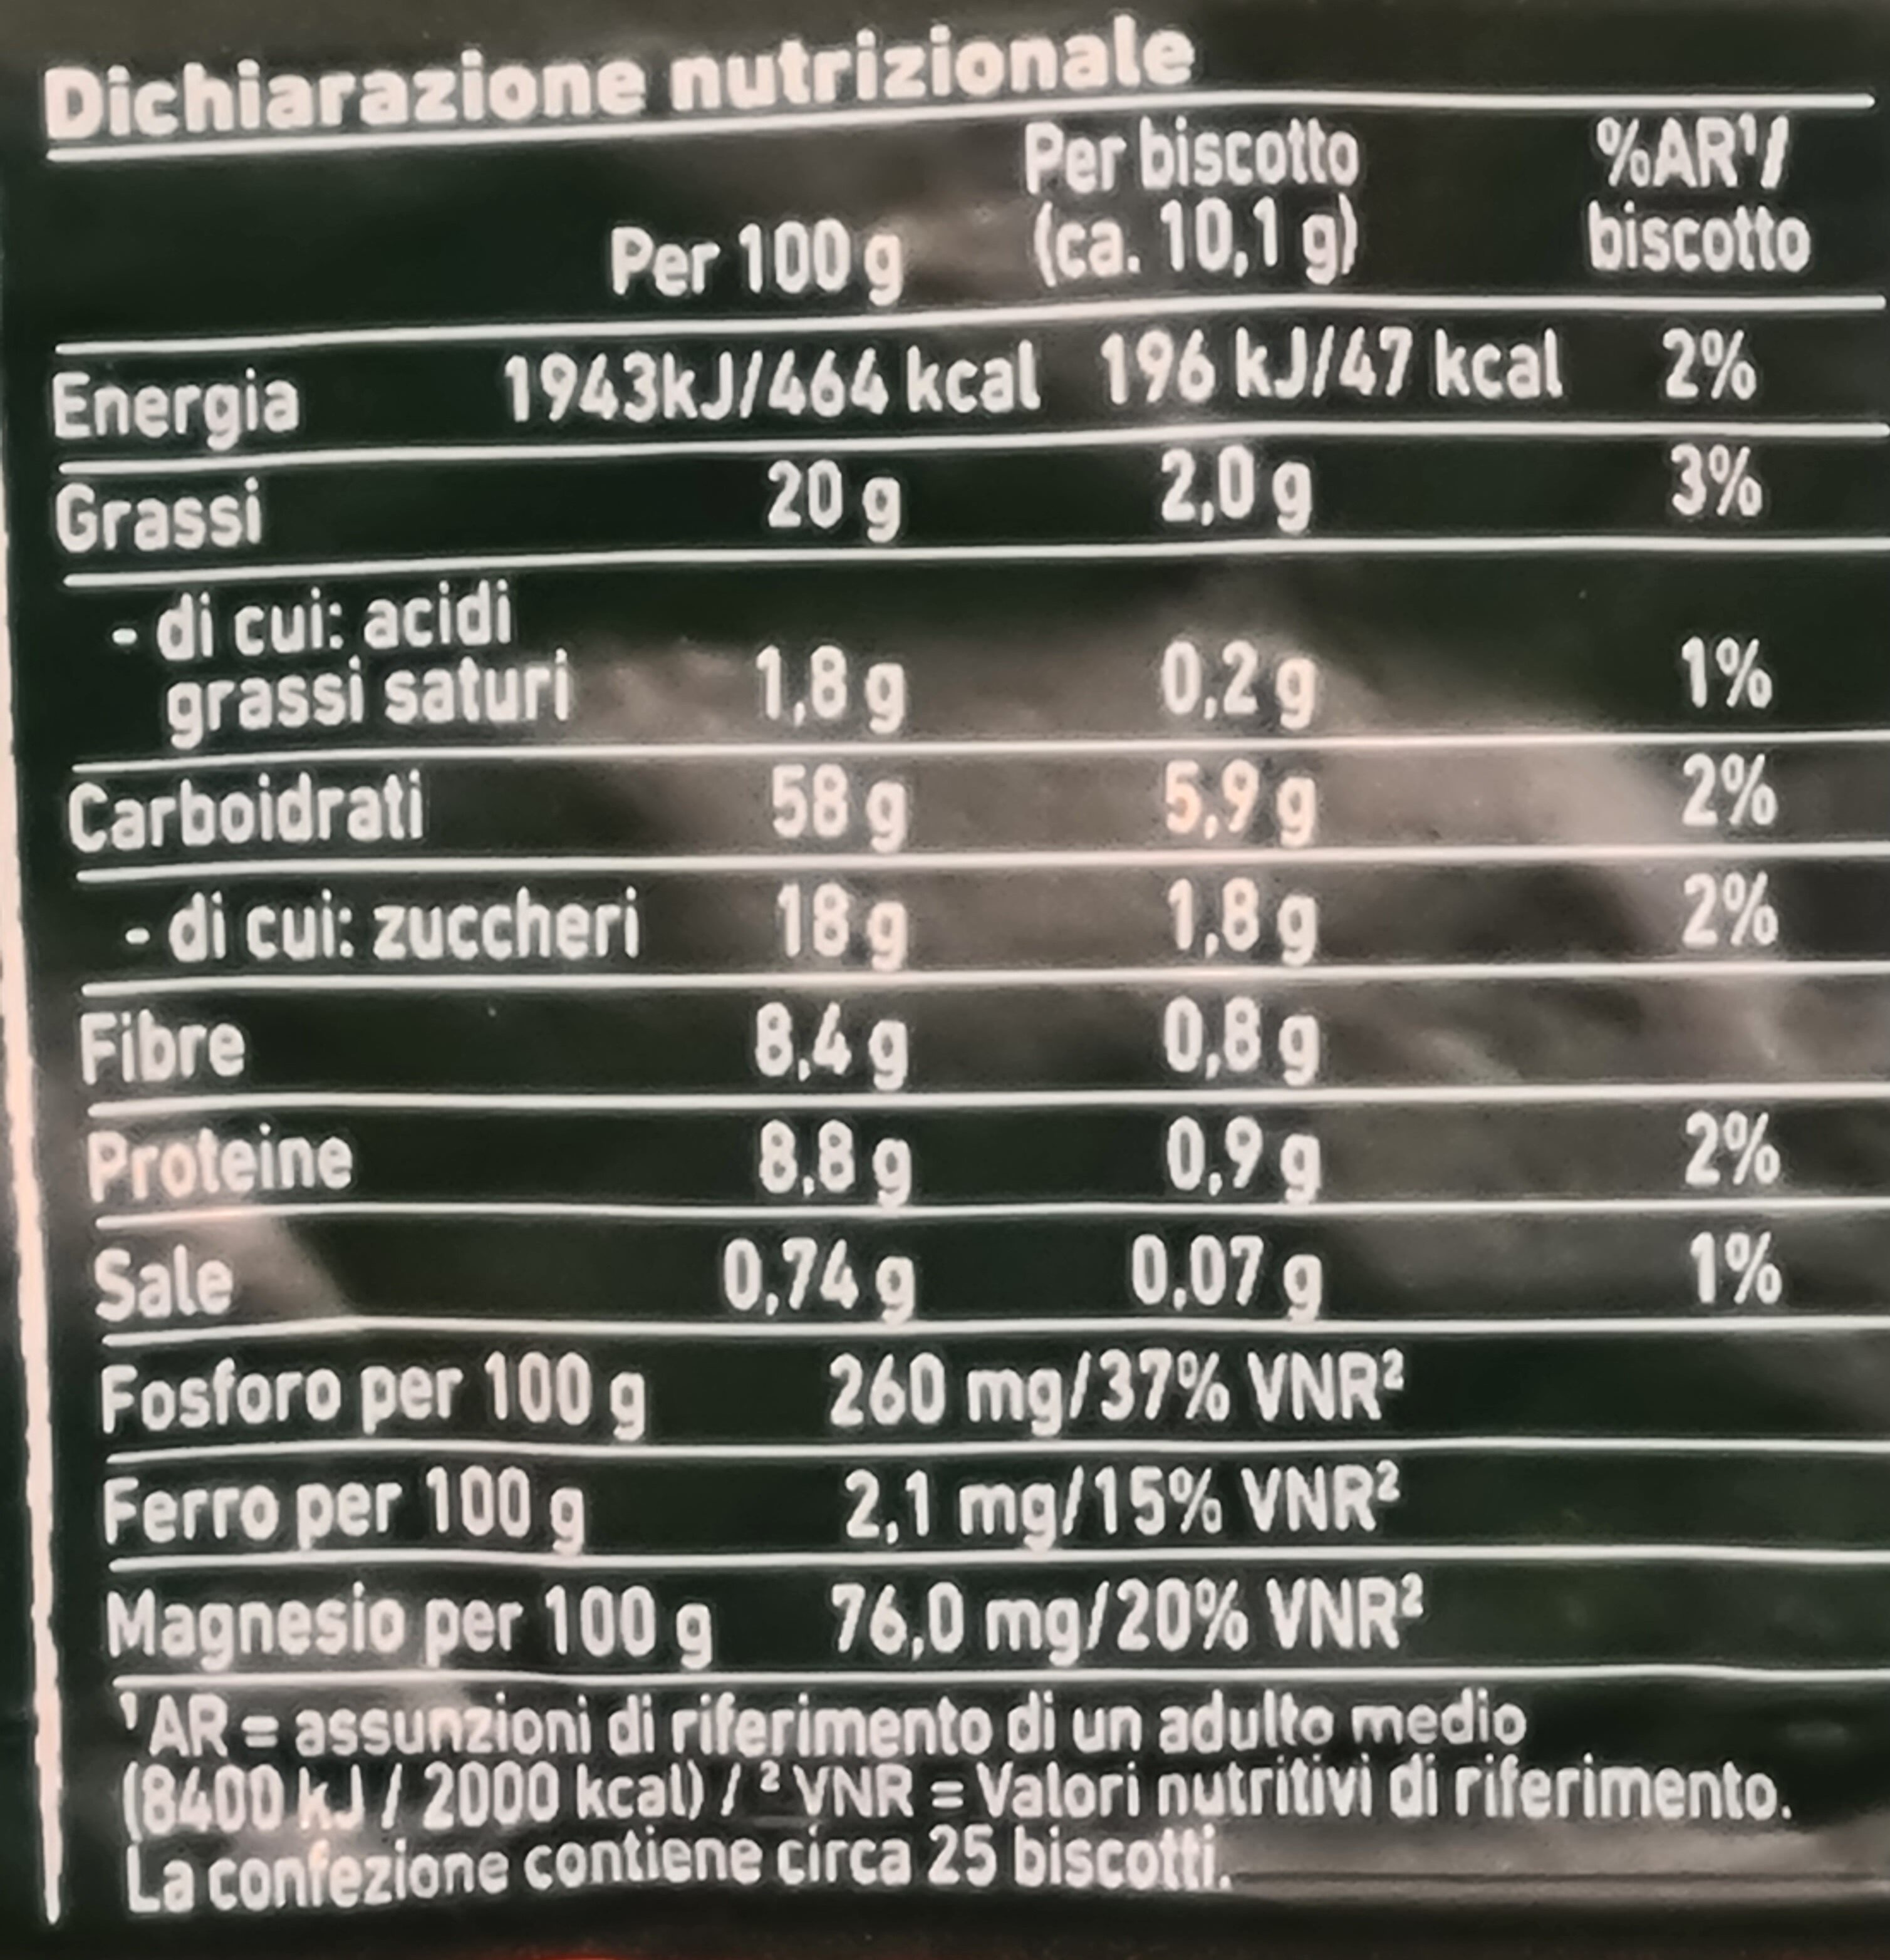 Dichiarazione nutrizionale
Per 100 g Per biscotto (ca. 10,1 g) %AR¹/ biscotto
Energia 1943kJ/464 kcal 196 kJ/47 kcal 2%
Grassi 20 g 2,0 g 3%
- di cui: acidi
grassi saturi 1,8 g 0,2 g 1%
Carboidrati 58 g 5,9 g 2%
- di cui: zuccheri 18 g 1,8 g 2%
Fibre 8,4 g 0,8 g
Proteine 8,8 g 0,9 g 2%
Sale 0,74 g 0,07 g 1%
Fosforo per 100 g 260 mg/37% VNR²
Ferro per 100 g 2,1 mg/15% VNR²
Magnesio per 100 g 76,0 mg/20% VNR²
¹AR = assunzioni di riferimento di un adulto medio
(8400 kJ / 2000 kcal) / ² VNR = Valori nutritivi di riferimento.
La confezione contiene circa 25 biscotti.